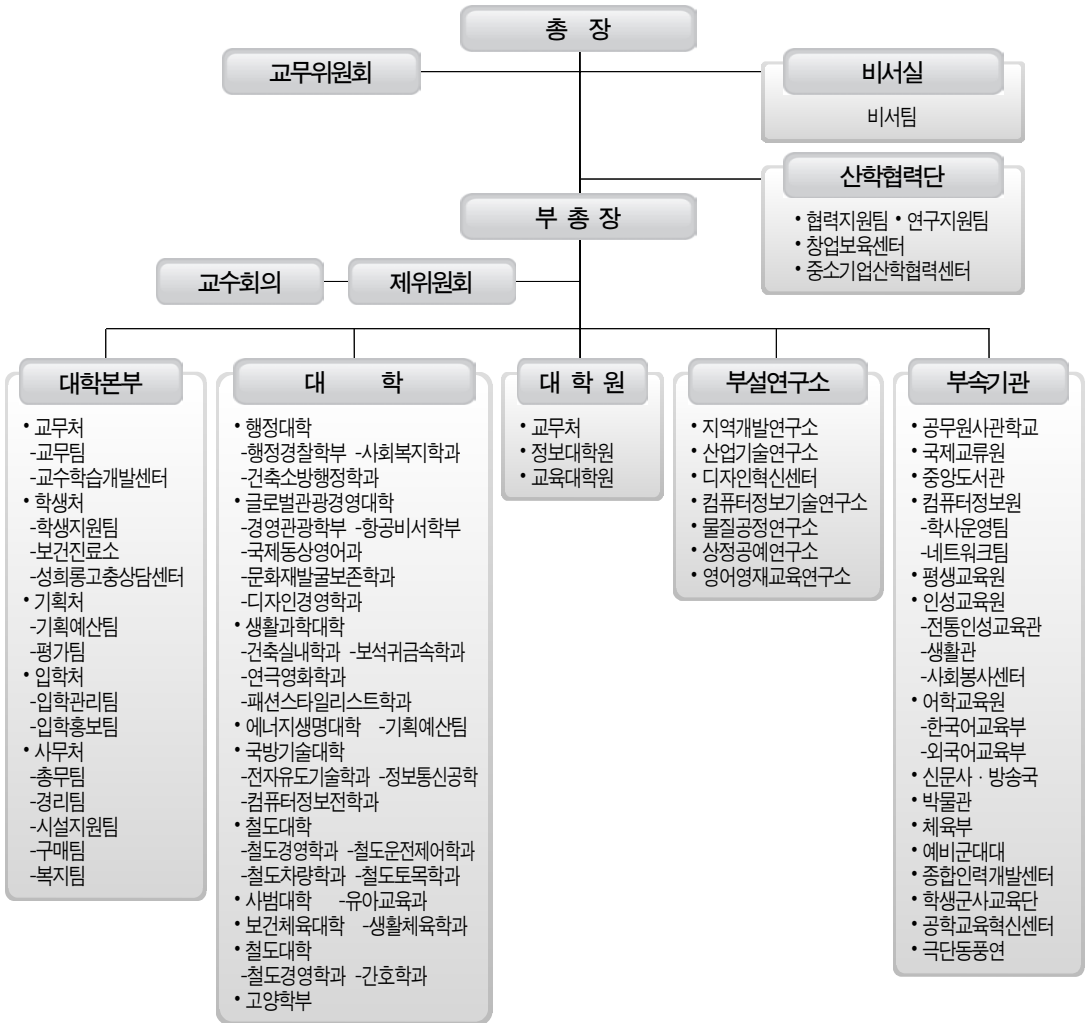 총 장
교무위원회
비서실
비서팀
산학협력단
• 협력지원팀 • 연구지원팀
• 창업보육센터
• 중소기업산학협력센터
부 총 장
교수회의
제위원회
대학본부
• 교무처
-교무팀
-교수학습개발센터
• 학생처
-학생지원팀
-보건진료소
-성희롱고충상담센터
• 기획처
-기획예산팀
-평가팀
• 입학처
-입학관리팀
-입학홍보팀
• 사무처
-총무팀
-경리팀
-시설지원팀
-구매팀
-복지팀
대 학
• 행정대학
-행정경찰학부 -사회복지학과
-건축소방행정학과
• 글로벌관광경영대학
-경영관광학부 -항공비서학부
-국제동상영어과
-문화재발굴보존학과
-디자인경영학과
• 생활과학대학
-건축실내학과 -보석귀금속학과
-연극영화학과
-패션스타일리스트학과
• 에너지생명대학 -기획예산팀
• 국방기술대학
-전자유도기술학과 -정보통신공학
-컴퓨터정보전학과
• 철도대학
-철도경영학과 -철도운전제어학과
-철도차량학과 -철도토목학과
• 사범대학 -유아교육과
• 보건체육대학 -생활체육학과
• 철도대학
-철도경영학과 -간호학과
• 고양학부
대 학 원
• 교무처
• 정보대학원
• 교육대학원
부설연구소
• 지역개발연구소
• 산업기술연구소
• 디자인혁신센터
• 컴퓨터정보기술연구소
• 물질공정연구소
• 상정공예연구소
• 영어영재교육연구소
부속기관
• 공무원사관학교
• 국제교류원
• 중앙도서관
• 컴퓨터정보원
-학사운영팀
-네트워크팀
• 평생교육원
• 인성교육원
-전통인성교육관
-생활관
-사회봉사센터
• 어학교육원
-한국어교육부
-외국어교육부
• 신문사 · 방송국
• 박물관
• 체육부
• 예비군대대
• 종합인력개발센터
• 학생군사교육단
• 공학교육혁신센터
• 극단동풍연